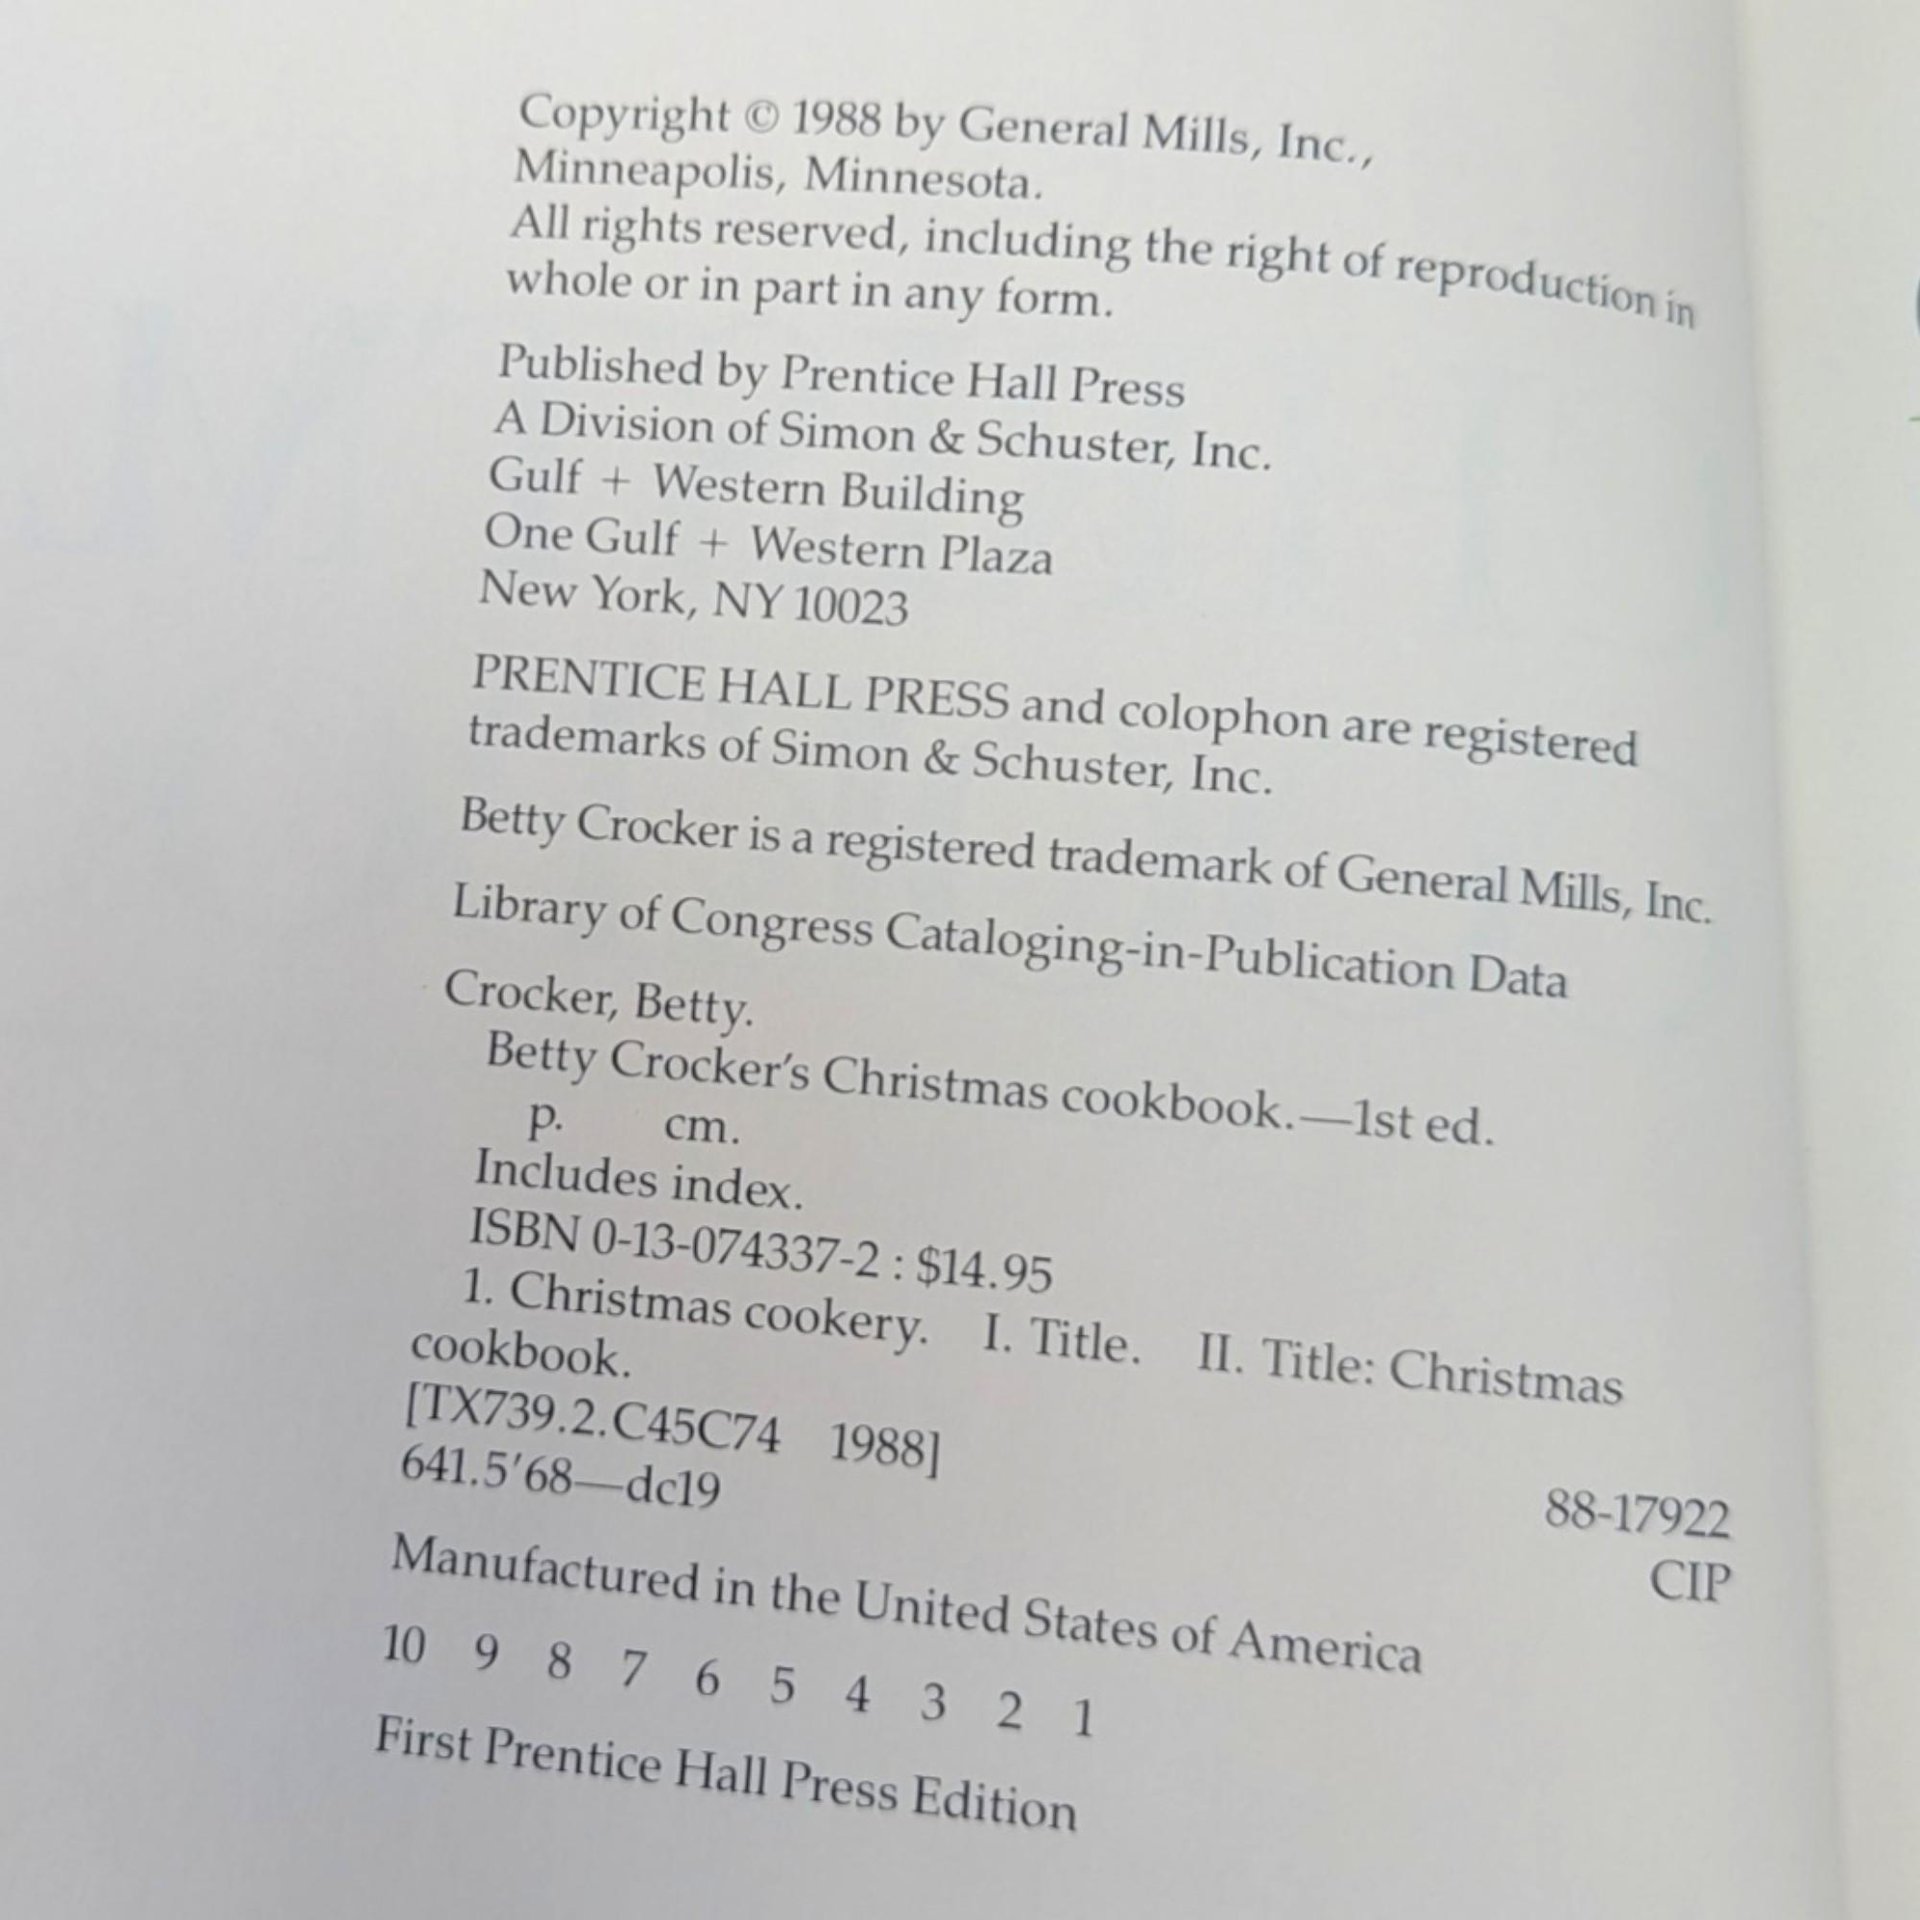 Copyright © 1988 by General Mills, Inc.,
Minneapolis, Minnesota.
All rights reserved, including the right of reproduction in
whole or in part in any form.
Published by Prentice Hall Press
A Division of Simon & Schuster, Inc.
Gulf + Western Building
One Gulf + Western Plaza
New York, NY 10023
PRENTICE HALL PRESS and colophon are registered
trademarks of Simon & Schuster, Inc.
Betty Crocker is a registered trademark of General Mills, Inc.
Library of Congress Cataloging-in-Publication Data
Crocker, Betty.
Betty Crocker's Christmas cookbook.—1st ed.
p. cm.
Includes index.
ISBN 0-13-074337-2 : $14.95
1. Christmas cookery. I. Title. II. Title: Christmas
cookbook.
[TX739.2.C45C74 1988]
641.5'68—dc19
88-17922
CIP
Manufactured in the United States of America
10 9 8 7 6 5 4 3 2 1
First Prentice Hall Press Edition